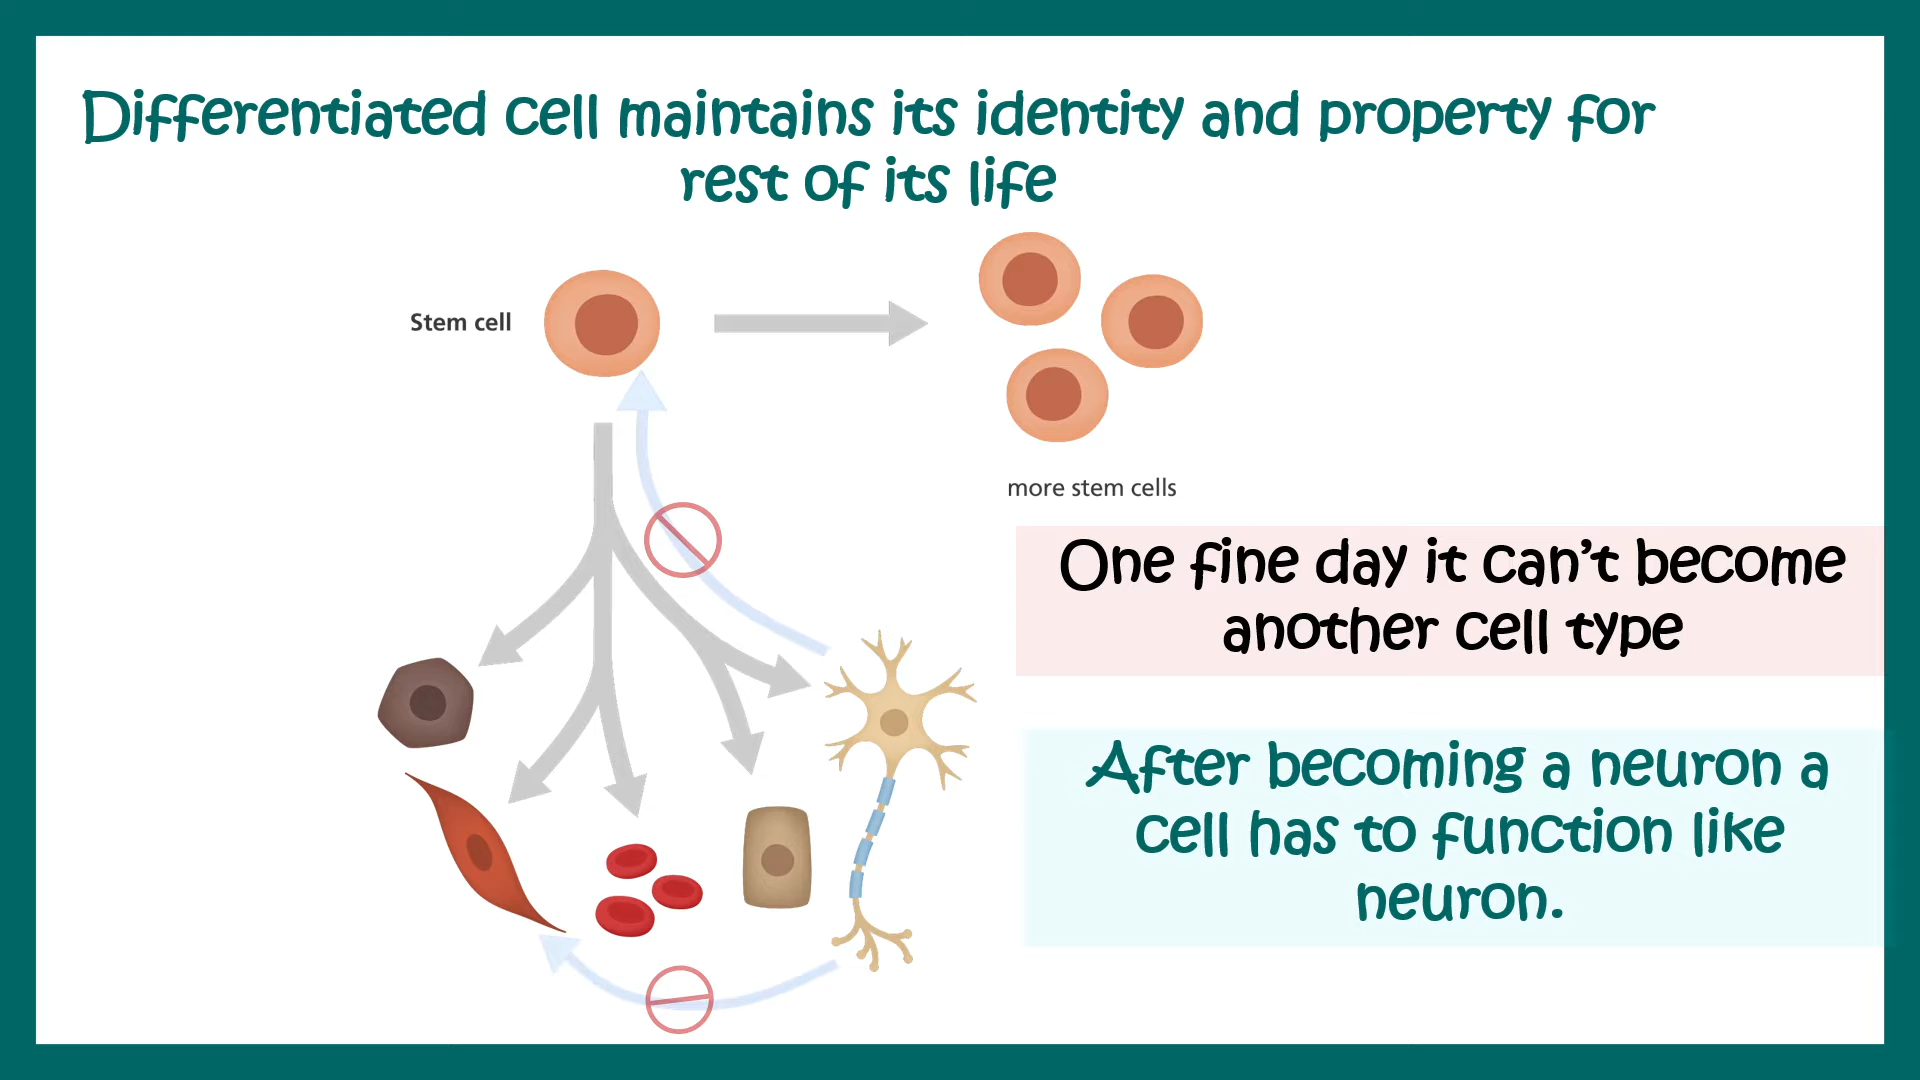 Differentiated cell maintains its identity and property for
rest of its life
Stem cell
more stem cells
One fine day it can't become
another cell type
After becoming a neuron a
cell has to function like
neuron.